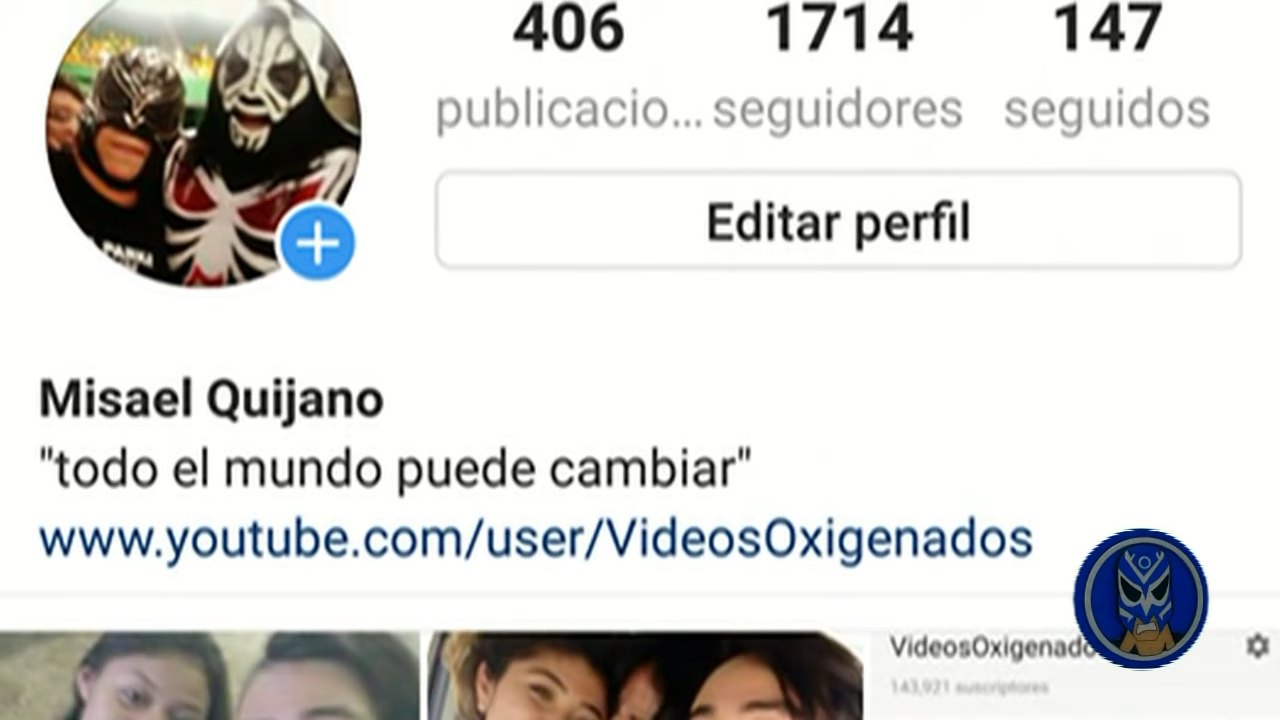 406 1714 147
publicacio... seguidores seguidos
Editar perfil
Misael Quijano
"todo el mundo puede cambiar"
www.youtube.com/user/VideosOxigenados
VideosOxigenado
143,921 suscriptores